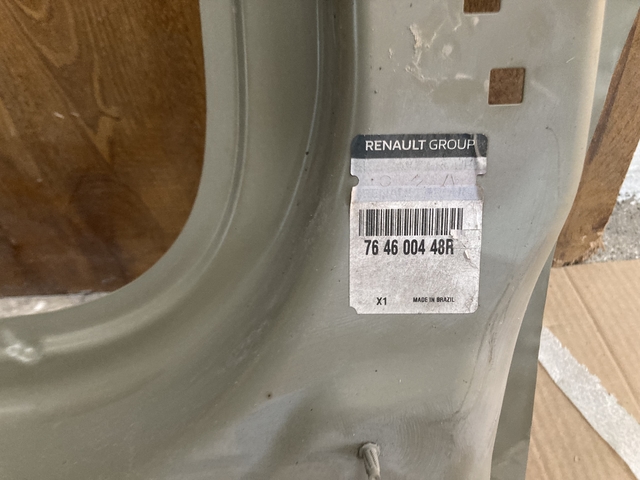 RENAULT GROUP
76 46 004 48R
X1 MADE IN BRAZIL